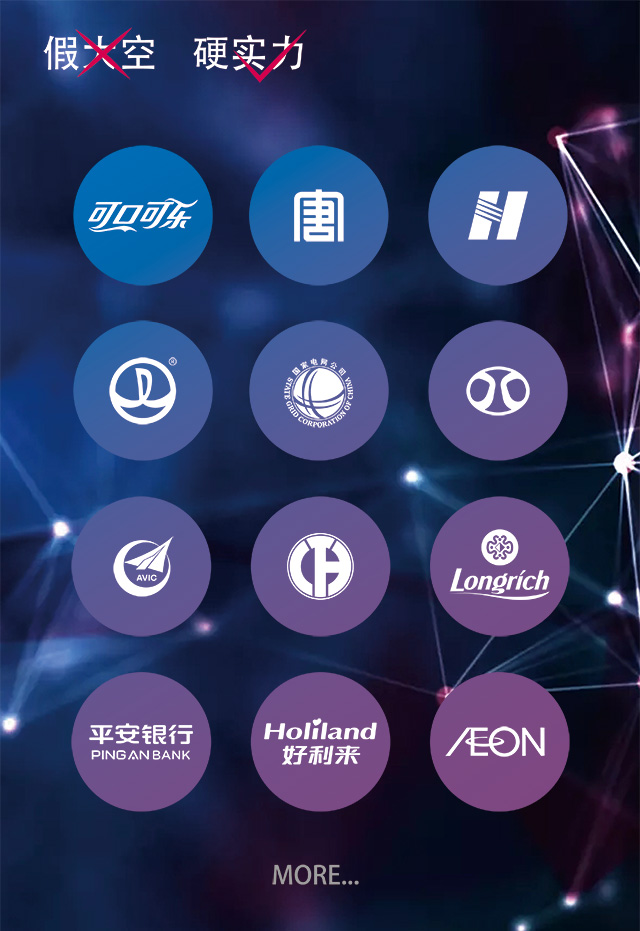 假大空 硬实力
可口可乐
唐
H
®
国家电网公司
STATE GRID CORPORATION OF CHINA
AVIC
Longrich
平安银行
PING AN BANK
Holiland
好利来
ÆON
MORE...